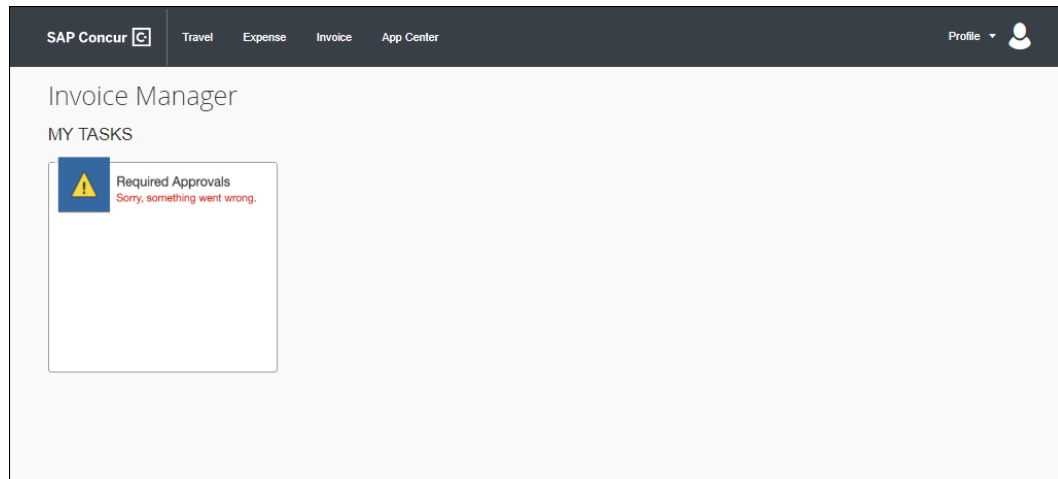 SAP Concur C Travel Expense Invoice App Center Profile
Invoice Manager
MY TASKS
Required Approvals
Sorry, something went wrong.